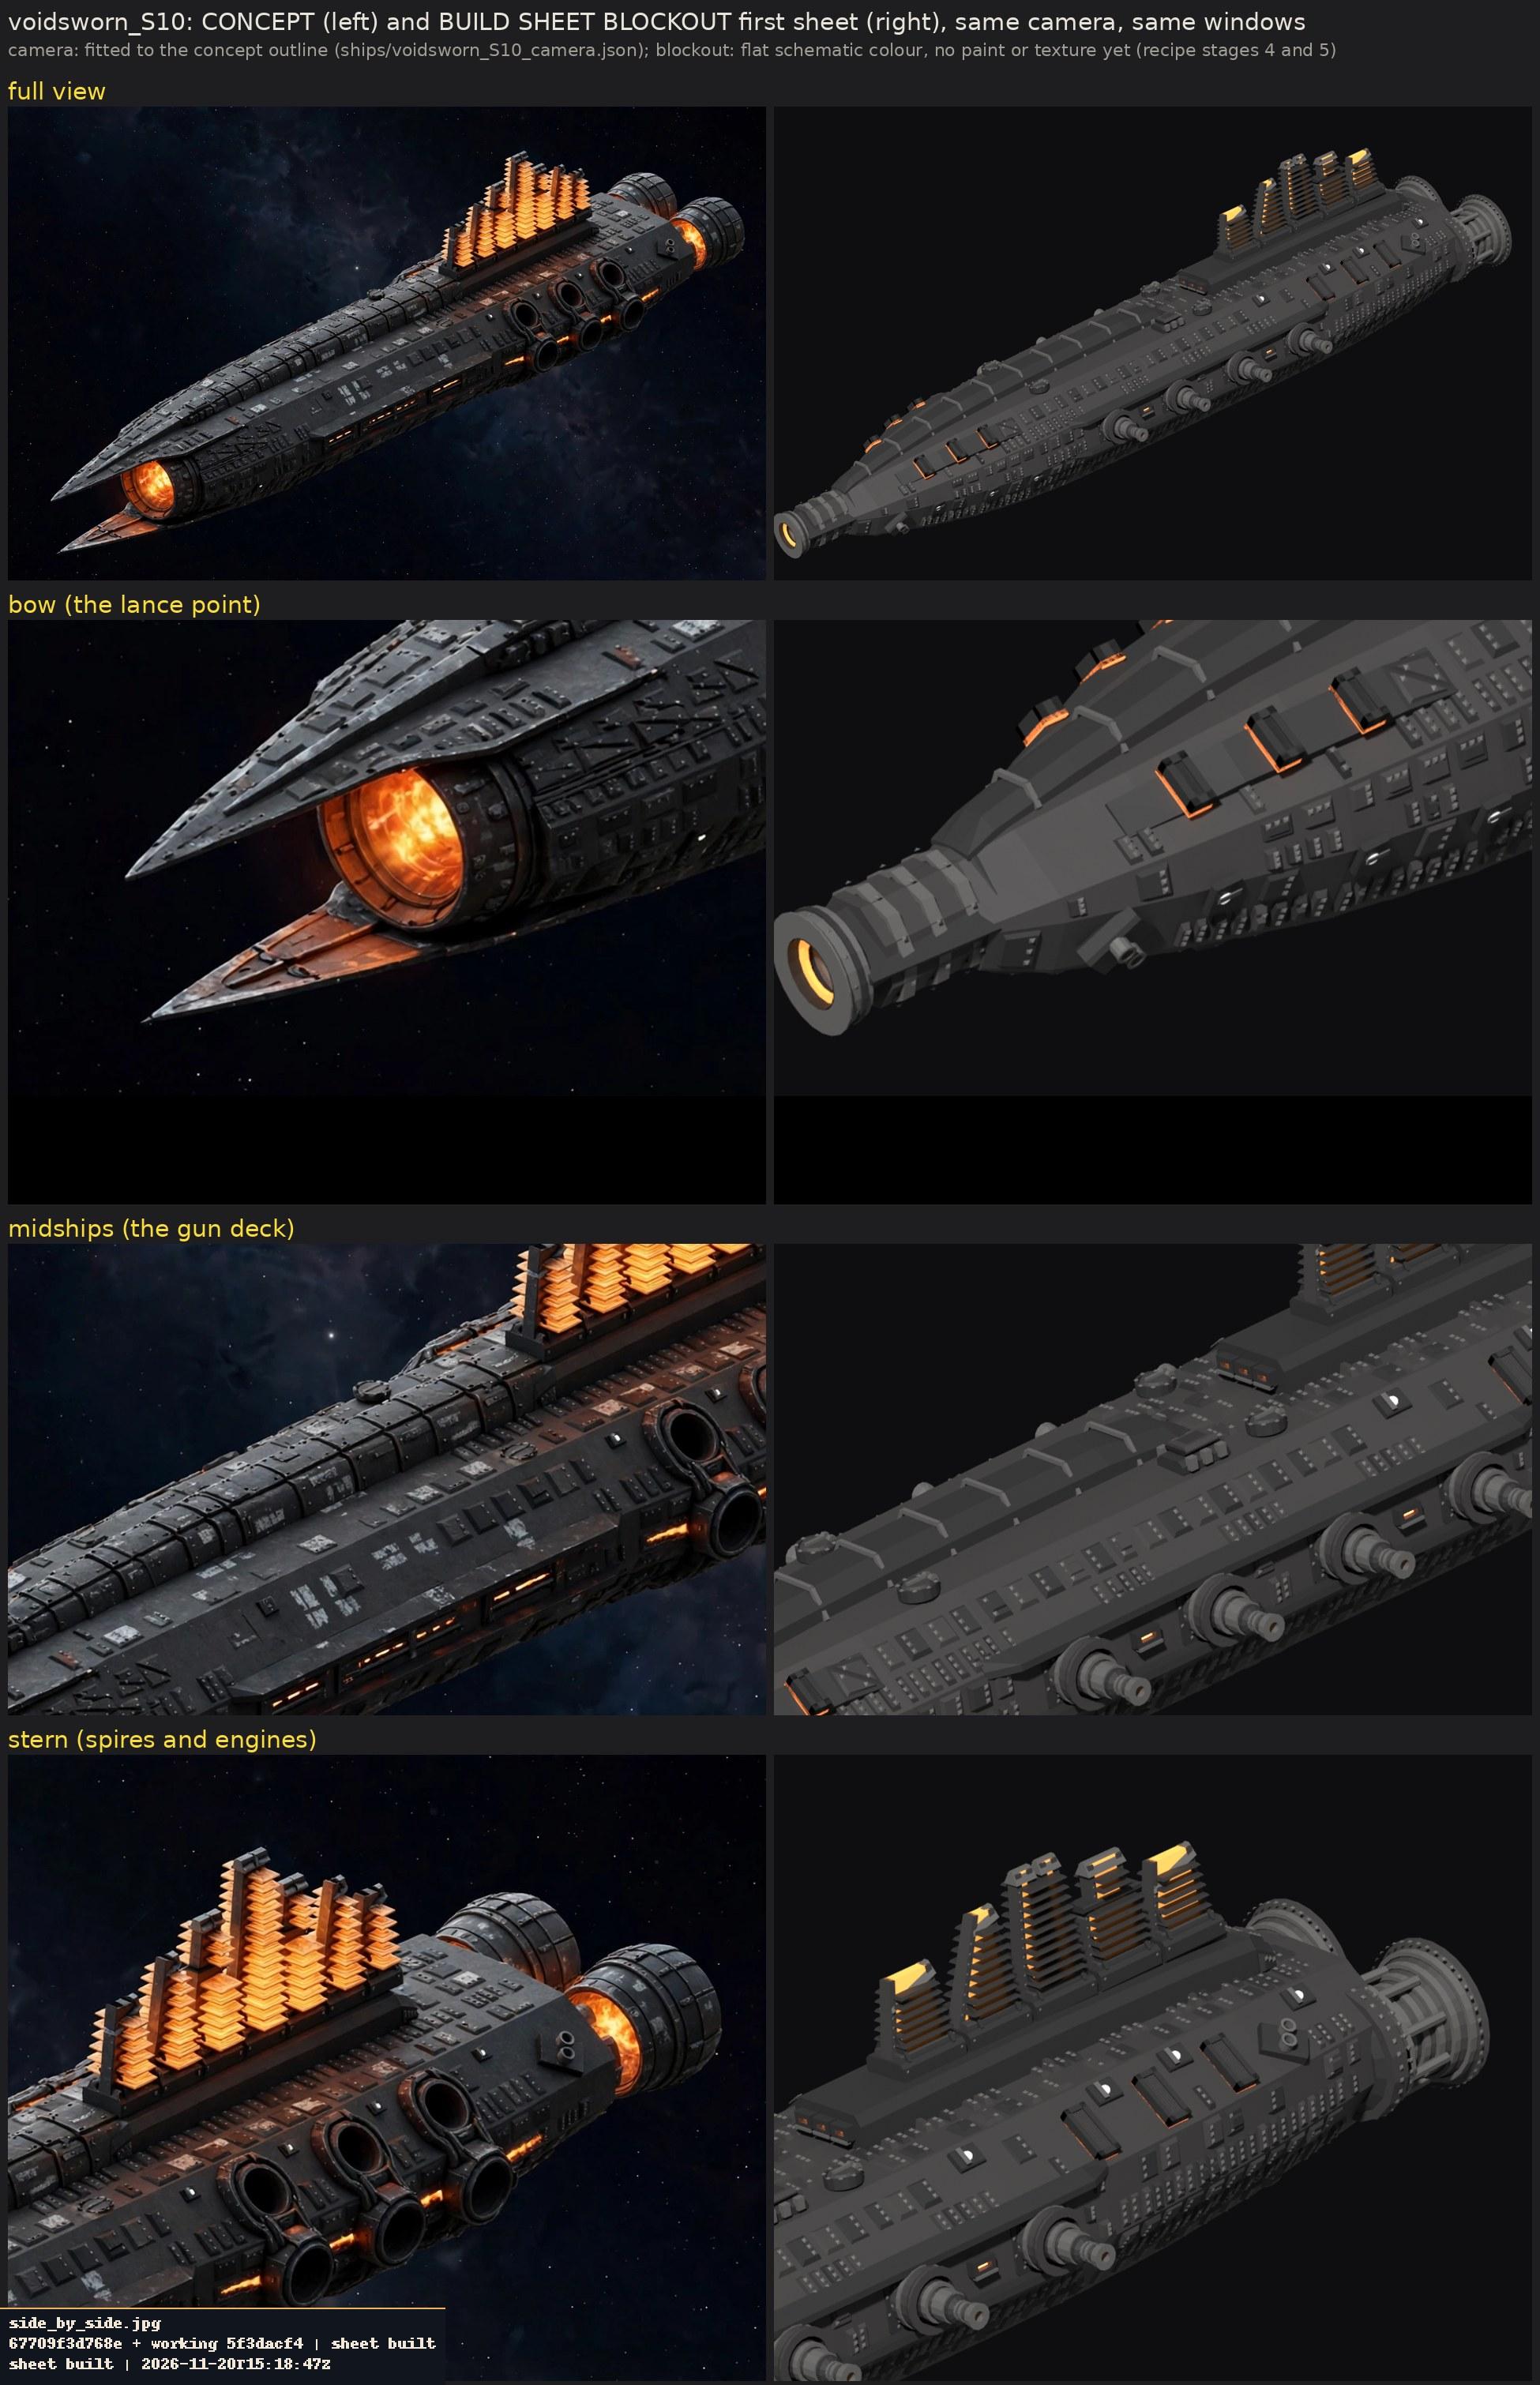 voidsworn_S10: CONCEPT (left) and BUILD SHEET BLOCKOUT first sheet (right), same camera, same windows
camera: fitted to the concept outline (ships/voidsworn_S10_camera.json); blockout: flat schematic colour, no paint or texture yet (recipe stages 4 and 5)
full view
bow (the lance point)
midships (the gun deck)
stern (spires and engines)
side_by_side.jpg
67709f3d768e + working 5f3dacf4 | sheet built
sheet built | 2026-11-20T15:18:47Z